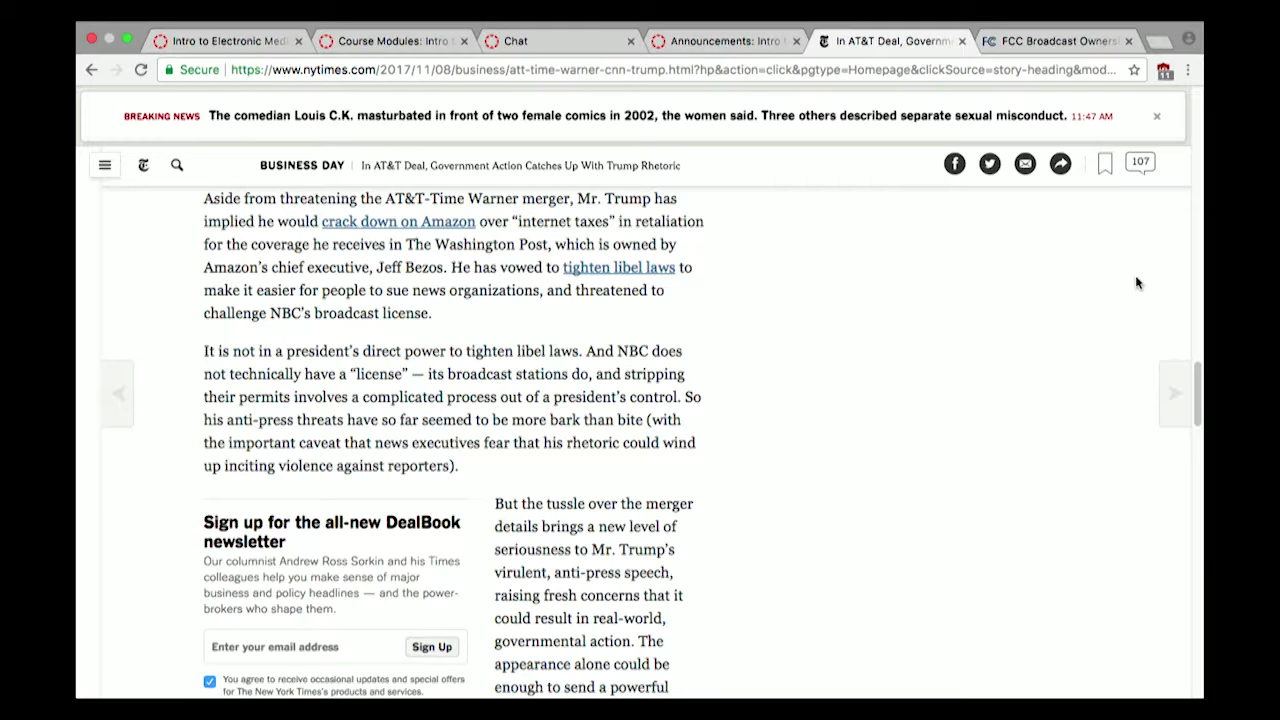 Intro to Electronic Med
Course Modules: Intro
Chat
Announcements: Intro
In AT&T Deal, Governm
FCC Broadcast Owners
Secure
https://www.nytimes.com/2017/11/08/business/att-time-warner-cnn-trump.html?hp&action=click&pgtype=Homepage&clickSource=story-heading&mod...
11
BREAKING NEWS The comedian Louis C.K. masturbated in front of two female comics in 2002, the women said. Three others described separate sexual misconduct. 11:47 AM
BUSINESS DAY | In AT&T Deal, Government Action Catches Up With Trump Rhetoric
107
Aside from threatening the AT&T-Time Warner merger, Mr. Trump has
implied he would crack down on Amazon over “internet taxes” in retaliation
for the coverage he receives in The Washington Post, which is owned by
Amazon’s chief executive, Jeff Bezos. He has vowed to tighten libel laws to
make it easier for people to sue news organizations, and threatened to
challenge NBC’s broadcast license.
It is not in a president’s direct power to tighten libel laws. And NBC does
not technically have a “license” — its broadcast stations do, and stripping
their permits involves a complicated process out of a president’s control. So
his anti-press threats have so far seemed to be more bark than bite (with
the important caveat that news executives fear that his rhetoric could wind
up inciting violence against reporters).
Sign up for the all-new DealBook
newsletter
Our columnist Andrew Ross Sorkin and his Times
colleagues help you make sense of major
business and policy headlines — and the power-
brokers who shape them.
Enter your email address
Sign Up
You agree to receive occasional updates and special offers
for The New York Times's products and services.
But the tussle over the merger
details brings a new level of
seriousness to Mr. Trump’s
virulent, anti-press speech,
raising fresh concerns that it
could result in real-world,
governmental action. The
appearance alone could be
enough to send a powerful